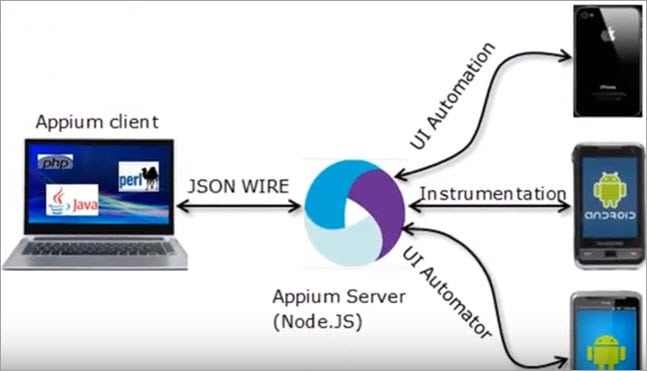 Appium client
php
perl
Java
JSON WIRE
UI Automation
iPhone
Instrumentation
ANDROID
UI Automator
Appium Server
(Node.JS)